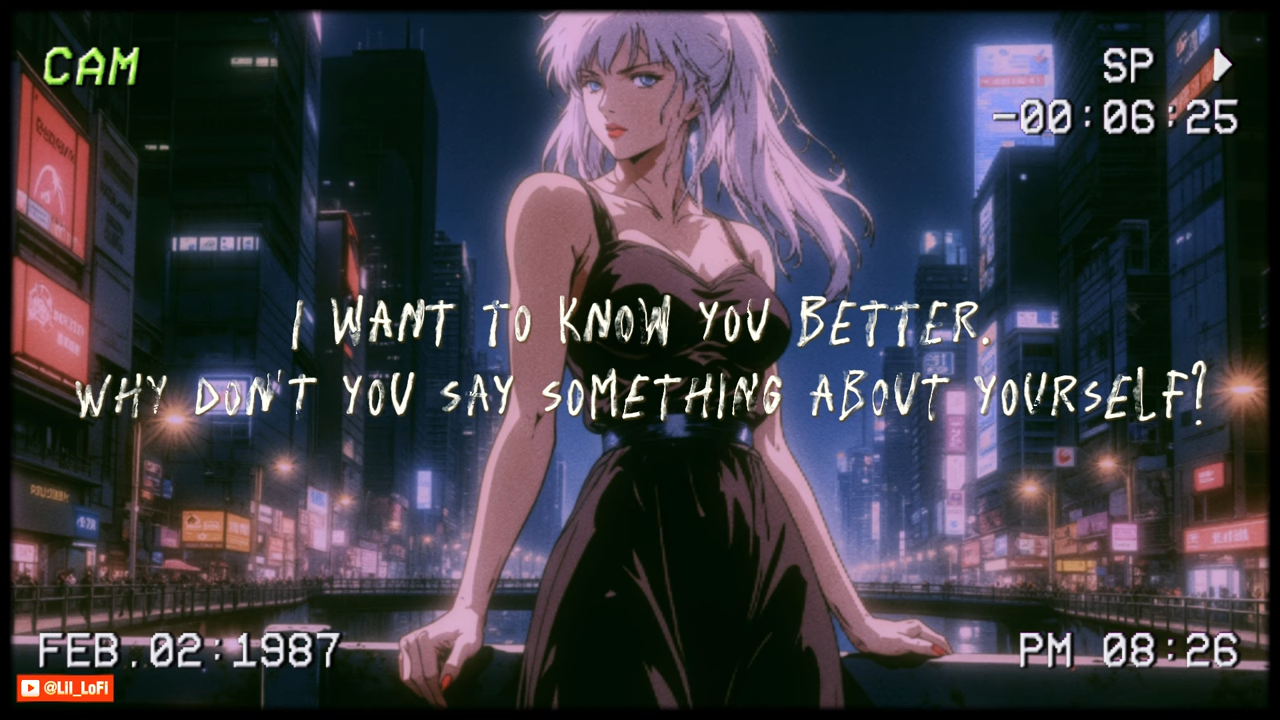 CAM
SP
-00:06:25
I WANT TO KNOW YOU BETTER.
WHY DON'T YOU SAY SOMETHING ABOUT YOURSELF?
FEB.02:1987
PM 08:26
@Lil_LoFi